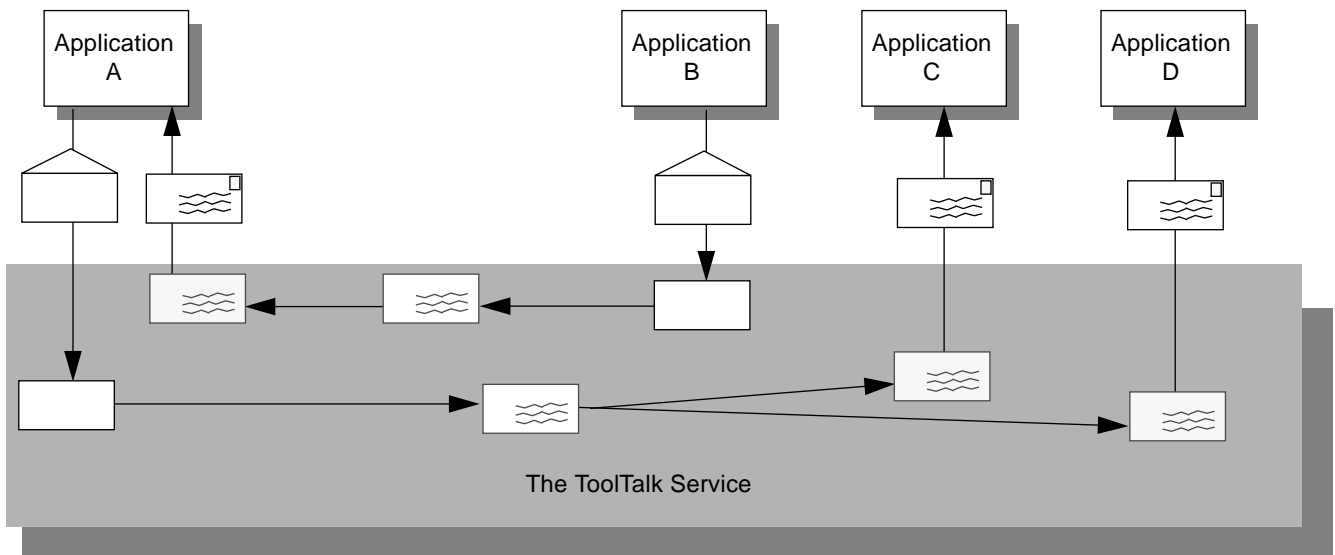 Application
A
Application
B
Application
C
Application
D
The ToolTalk Service